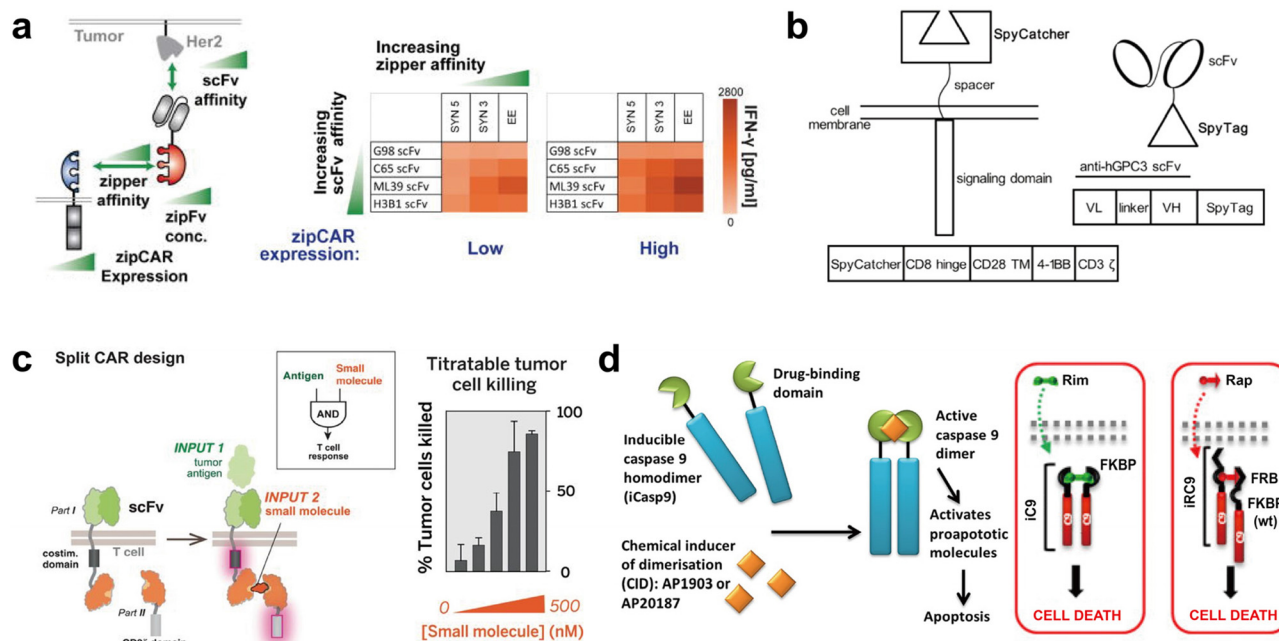 a
Tumor
Her2
scFv
affinity
zipper
affinity
zipFv
conc.
zipCAR
Expression
Increasing
zipper affinity
Increasing
scFv affinity
SYN 5
SYN 3
EE
G98 scFv
C65 scFv
ML39 scFv
H3B1 scFv
SYN 5
SYN 3
EE
G98 scFv
C65 scFv
ML39 scFv
H3B1 scFv
2800
0
IFN-γ [pg/ml]
zipCAR
expression:
Low
High
b
SpyCatcher
spacer
cell
membrane
signaling domain
SpyCatcher CD8 hinge CD28 TM 4-1BB CD3 ζ
scFv
SpyTag
anti-hGPC3 scFv
VL linker VH SpyTag
c
Split CAR design
Antigen
Small
molecule
AND
T cell
response
INPUT 1
tumor
antigen
INPUT 2
small molecule
Part I
scFv
T cell
costim.
domain
Part II
Titratable tumor
cell killing
% Tumor cells killed
100
50
0
0
500
[Small molecule] (nM)
d
Drug-binding
domain
Inducible
caspase 9
homodimer
(iCasp9)
Chemical inducer
of dimerisation
(CID): AP1903 or
AP20187
Active
caspase 9
dimer
Activates
proapototic
molecules
Apoptosis
Rim
FKBP
iC9
C9
C9
CELL DEATH
Rap
FRB
FKBP
(wt)
iRC9
C9
C9
CELL DEATH